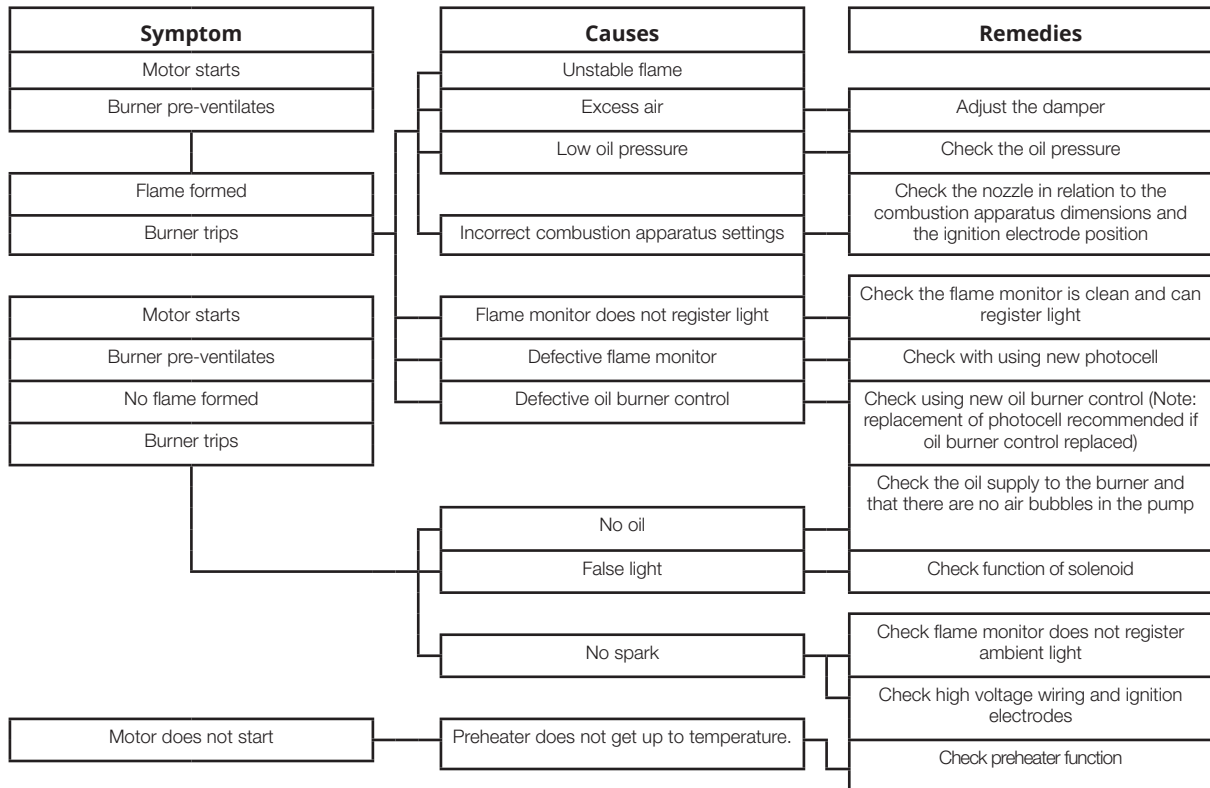 Symptom
Causes
Remedies
Motor starts
Unstable flame
Burner pre-ventilates
Excess air
Adjust the damper
Low oil pressure
Check the oil pressure
Flame formed
Check the nozzle in relation to the
combustion apparatus dimensions and
the ignition electrode position
Burner trips
Incorrect combustion apparatus settings
Motor starts
Flame monitor does not register light
Check the flame monitor is clean and can
register light
Burner pre-ventilates
Defective flame monitor
Check with using new photocell
No flame formed
Defective oil burner control
Check using new oil burner control (Note:
replacement of photocell recommended if
oil burner control replaced)
Burner trips
Check the oil supply to the burner and
that there are no air bubbles in the pump
No oil
False light
Check function of solenoid
No spark
Check flame monitor does not register
ambient light
Check high voltage wiring and ignition
electrodes
Motor does not start
Preheater does not get up to temperature.
Check preheater function